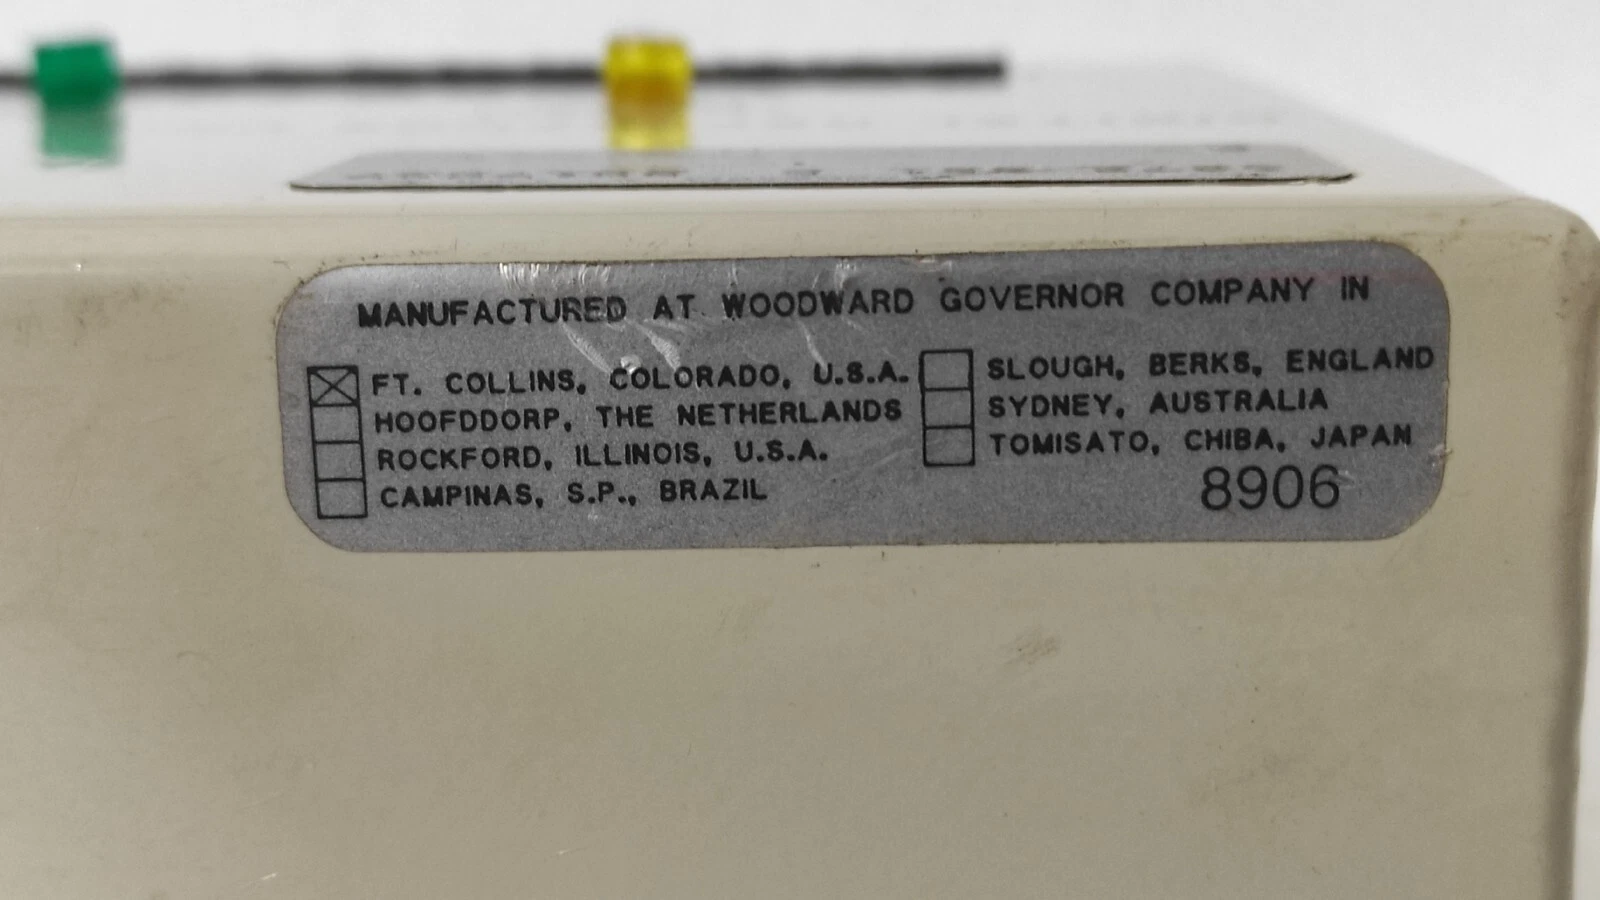 MANUFACTURED AT WOODWARD GOVERNOR COMPANY IN
FT. COLLINS, COLORADO, U.S.A.
HOOFDDORP, THE NETHERLANDS
ROCKFORD, ILLINOIS, U.S.A.
CAMPINAS, S.P., BRAZIL
SLOUGH, BERKS, ENGLAND
SYDNEY, AUSTRALIA
TOMISATO, CHIBA, JAPAN
8906